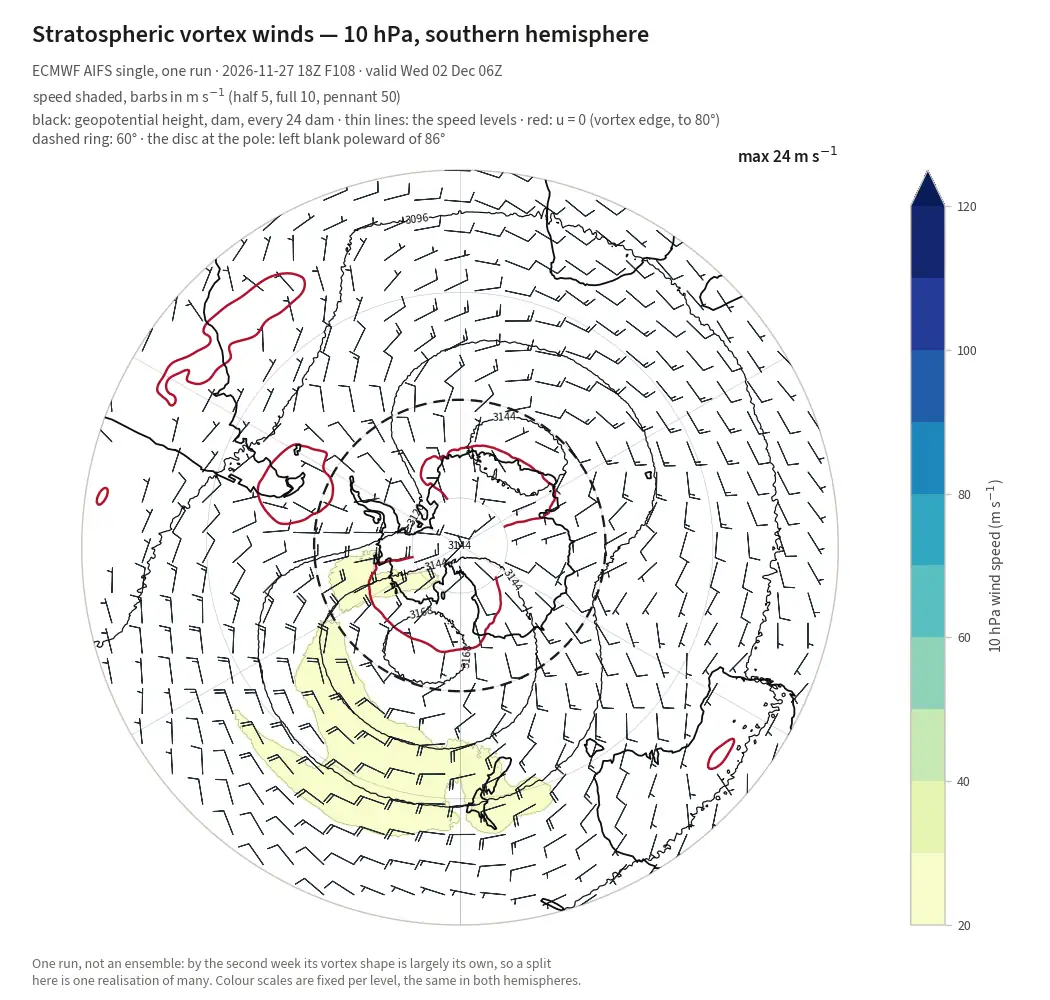 Stratospheric vortex winds — 10 hPa, southern hemisphere
ECMWF AIFS single, one run · 2026-11-27 18Z F108 · valid Wed 02 Dec 06Z
speed shaded, barbs in m s⁻¹ (half 5, full 10, pennant 50)
black: geopotential height, dam, every 24 dam · thin lines: the speed levels · red: u = 0 (vortex edge, to 80°)
dashed ring: 60° · the disc at the pole: left blank poleward of 86°
max 24 m s⁻¹
120
100
80
60
40
20
10 hPa wind speed (m s⁻¹)
3096
3144
3144
3144
3144
3168
3168
One run, not an ensemble: by the second week its vortex shape is largely its own, so a split
here is one realisation of many. Colour scales are fixed per level, the same in both hemispheres.